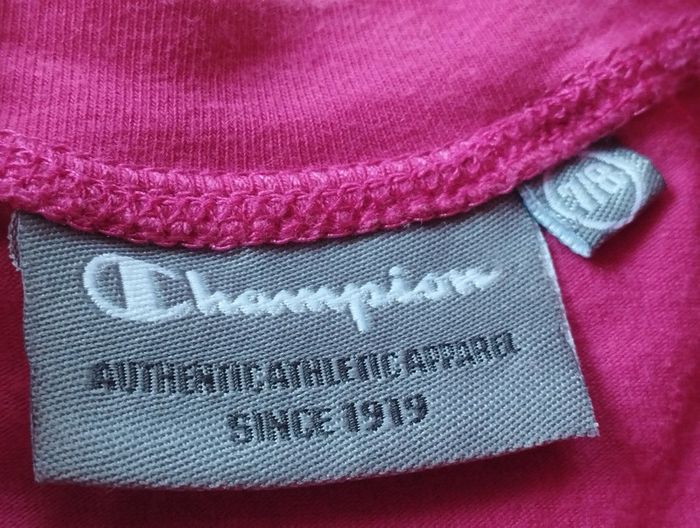 Champion
AUTHENTIC ATHLETIC APPAREL
SINCE 1919
7/8